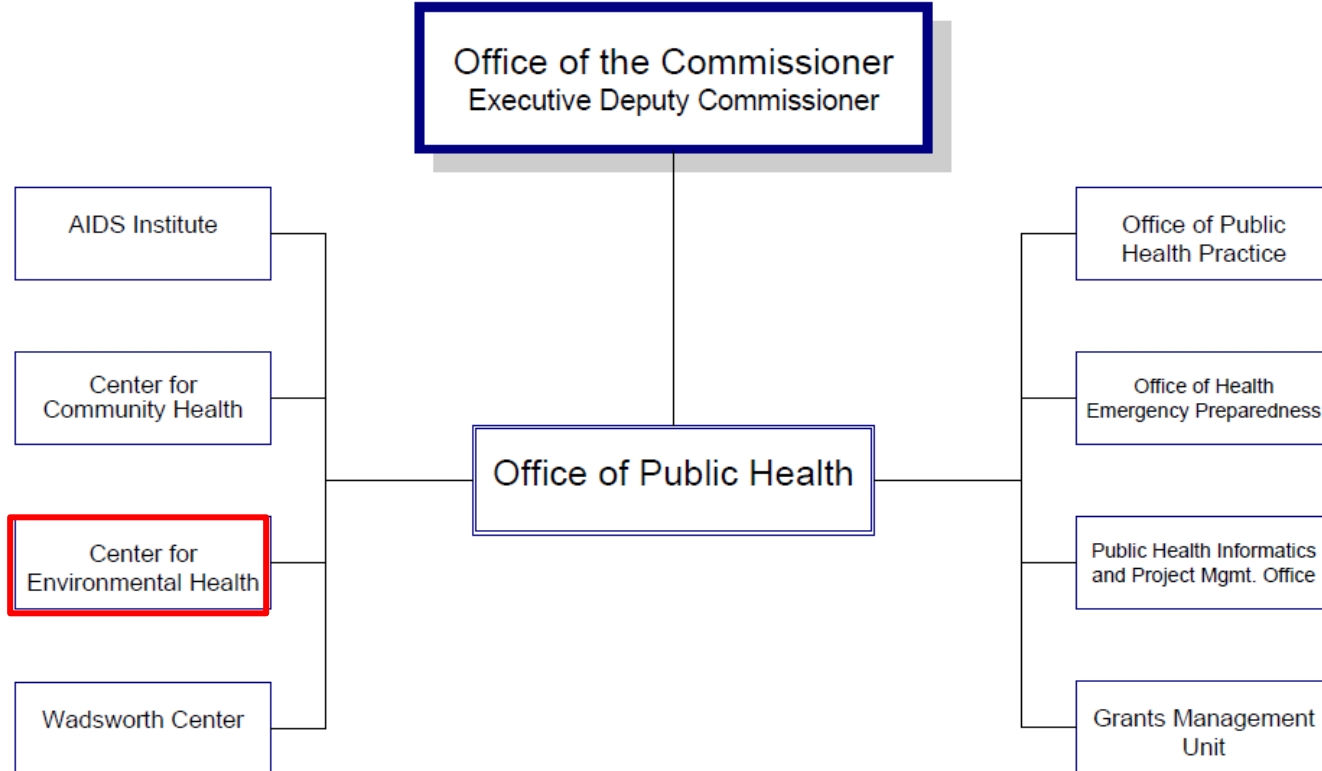 Office of the Commissioner
Executive Deputy Commissioner
AIDS Institute
Office of Public
Health Practice
Center for
Community Health
Office of Health
Emergency Preparedness
Office of Public Health
Center for
Environmental Health
Public Health Informatics
and Project Mgmt. Office
Wadsworth Center
Grants Management
Unit